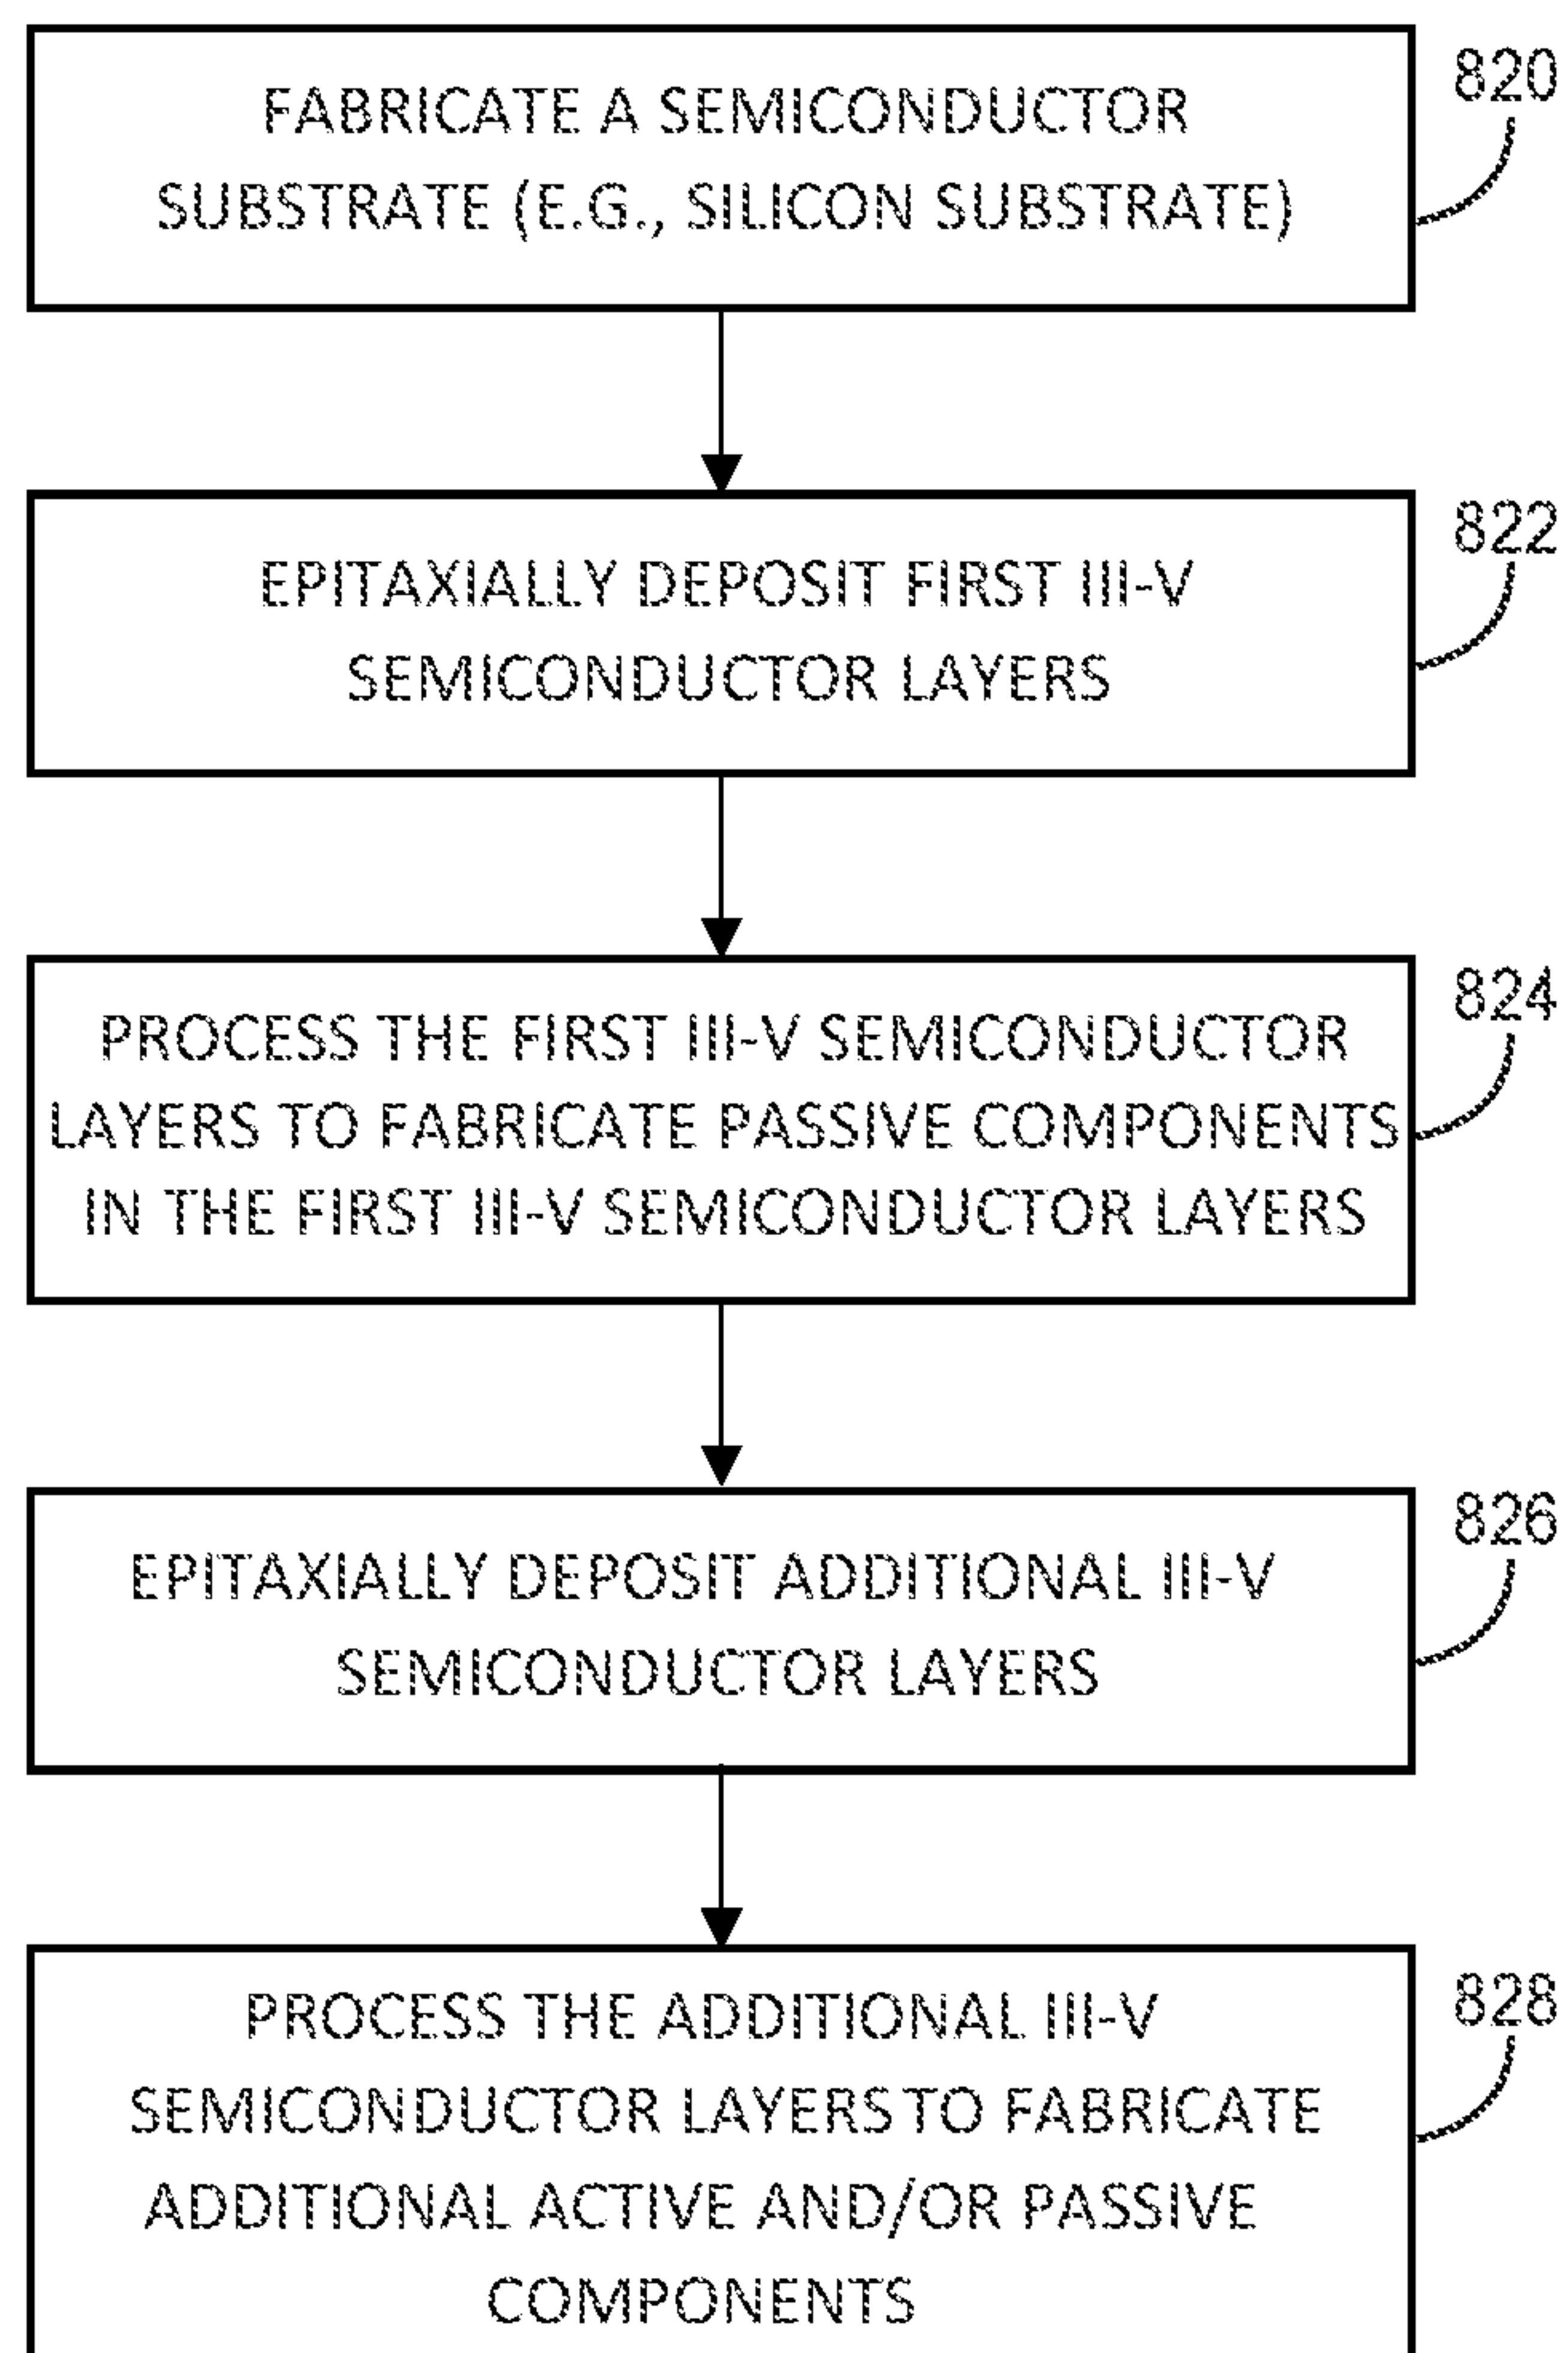 820
FABRICATE A SEMICONDUCTOR
SUBSTRATE (E.G., SILICON SUBSTRATE)
822
EPITAXIALLY DEPOSIT FIRST III-V
SEMICONDUCTOR LAYERS
824
PROCESS THE FIRST III-V SEMICONDUCTOR
LAYERS TO FABRICATE PASSIVE COMPONENTS
IN THE FIRST III-V SEMICONDUCTOR LAYERS
826
EPITAXIALLY DEPOSIT ADDITIONAL III-V
SEMICONDUCTOR LAYERS
828
PROCESS THE ADDITIONAL III-V
SEMICONDUCTOR LAYERS TO FABRICATE
ADDITIONAL ACTIVE AND/OR PASSIVE
COMPONENTS